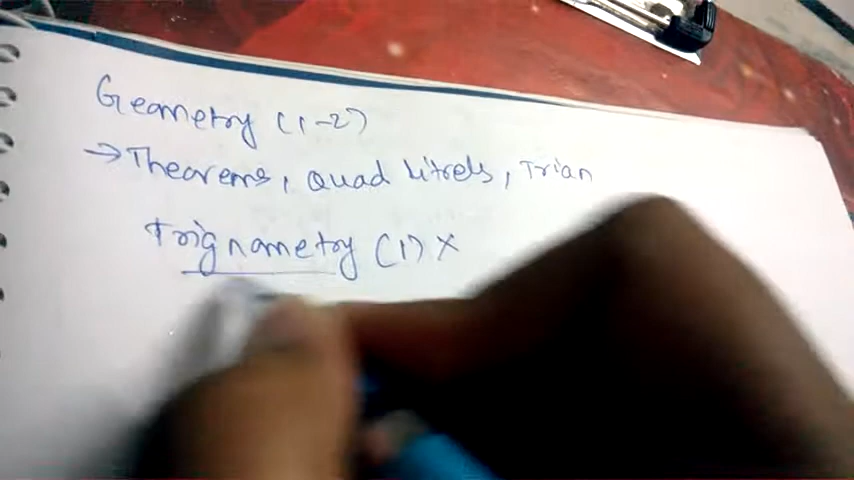 Geometry (1-2)
→ Theorems, Quad litrels, Trian
Trignametry (1) x